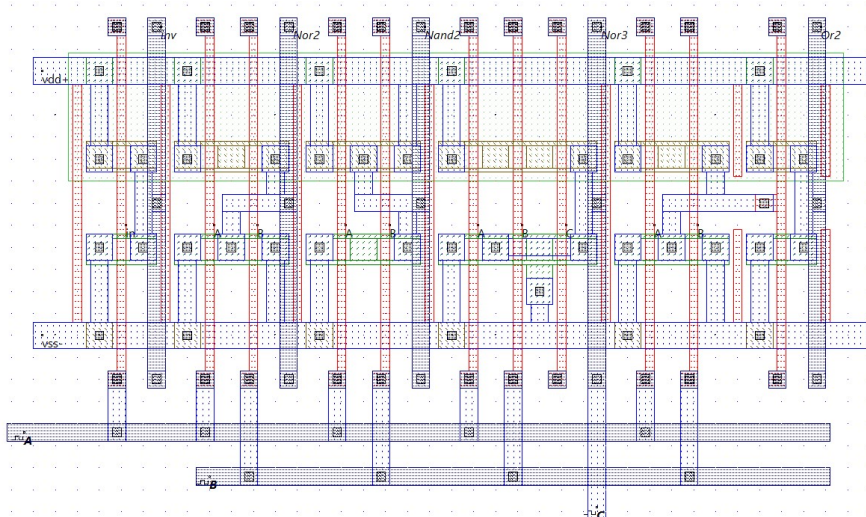 Inv Nor2 Nand2 Nor3 Or2
vdd+
in A B A B A B C A B
vss-
A
B
C